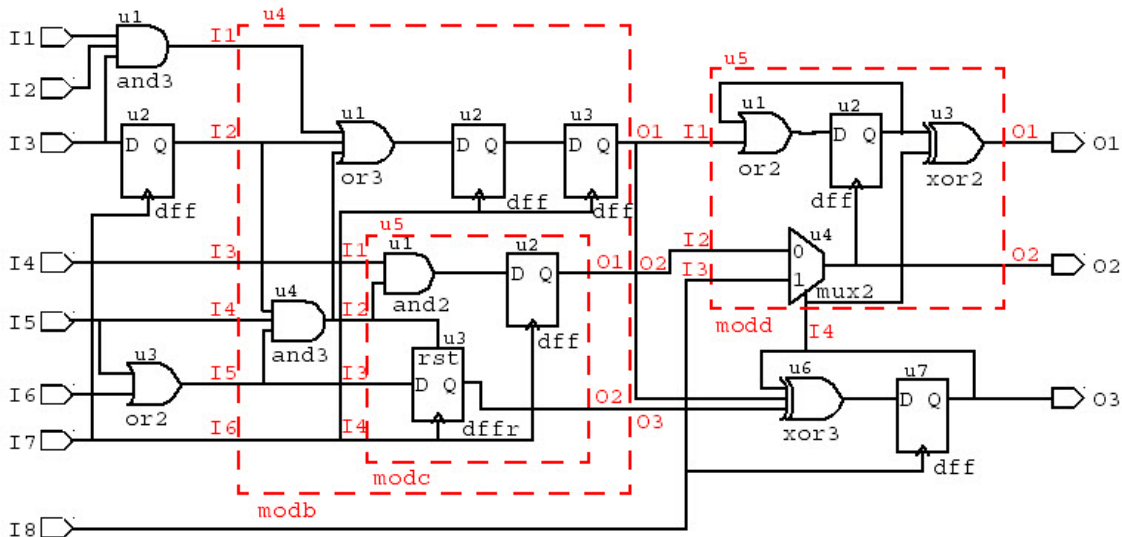 u1 u4
I1 I1
and3
I2
u5
u2 u1 u2 u3 u1 u2 u3
I3 D Q I2 D Q D Q O1 I1 D Q O1 O1
or3 or2 xor2
dff dff dff dff
u5
I4 I3 I1 u1 u2 O1 O2 I2 0 u4 O2 O2
D Q I3 1
and2 mux2
u4
I5 I4 I2 modd I4
and3 u3 dff
u3 rst u6 u7
I6 I5 I3 D Q O2 D Q O3
or2 O3
I7 I6 I4 dffr xor3 dff
modc
modb
I8